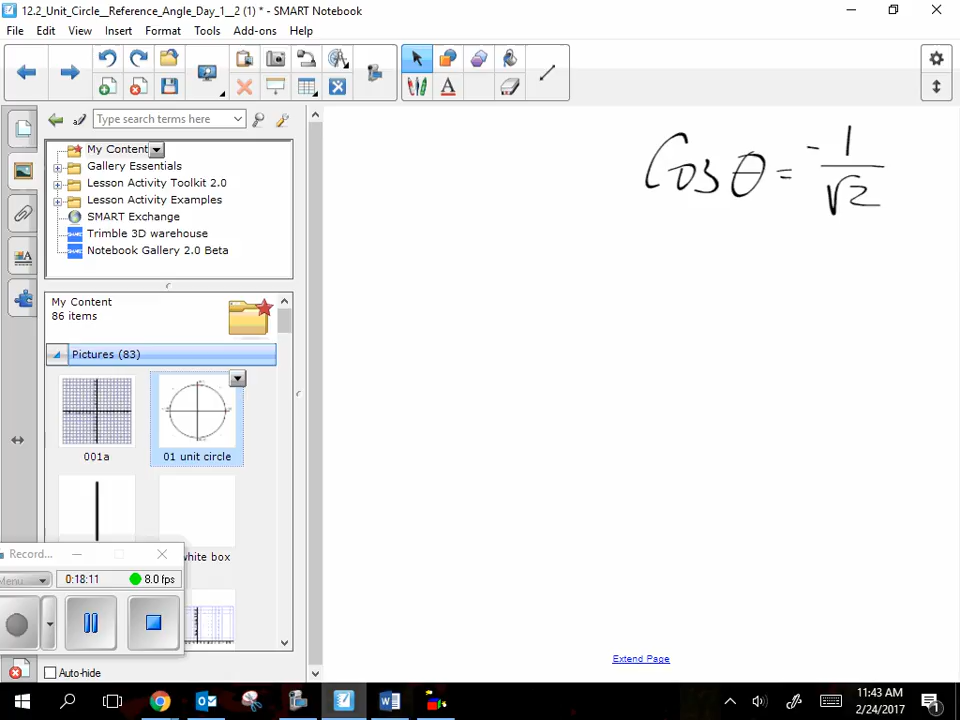 12.2_Unit_Circle__Reference_Angle_Day_1__2 (1) * - SMART Notebook
File Edit View Insert Format Tools Add-ons Help
Type search terms here
My Content
Gallery Essentials
Lesson Activity Toolkit 2.0
Lesson Activity Examples
SMART Exchange
Trimble 3D warehouse
Notebook Gallery 2.0 Beta
Cos θ = -1/√2
My Content
86 items
Pictures (83)
001a
01 unit circle
white box
Record...
Menu
0:18:11
8.0 fps
Auto-hide
Extend Page
11:43 AM
2/24/2017
1